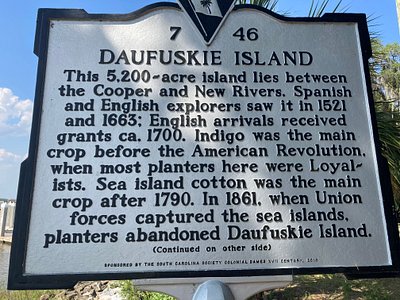 7 46
DAUFUSKIE ISLAND
This 5,200-acre island lies between
the Cooper and New Rivers. Spanish
and English explorers saw it in 1521
and 1663; English arrivals received
grants ca. 1700. Indigo was the main
crop before the American Revolution,
when most planters here were Loyal-
ists. Sea island cotton was the main
crop after 1790. In 1861, when Union
forces captured the sea islands,
planters abandoned Daufuskie Island.
(Continued on other side)
SPONSORED BY THE SOUTH CAROLINA SOCIETY COLONIAL DAMES XVII CENTURY, 2010